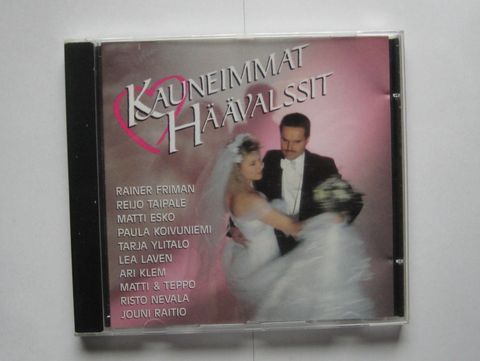 KAUNEIMMAT
HÄÄVALSSIT
RAINER FRIMAN
REIJO TAIPALE
MATTI ESKO
PAULA KOIVUNIEMI
TARJA YLITALO
LEA LAVEN
ARI KLEM
MATTI & TEPPO
RISTO NEVALA
JOUNI RAITIO